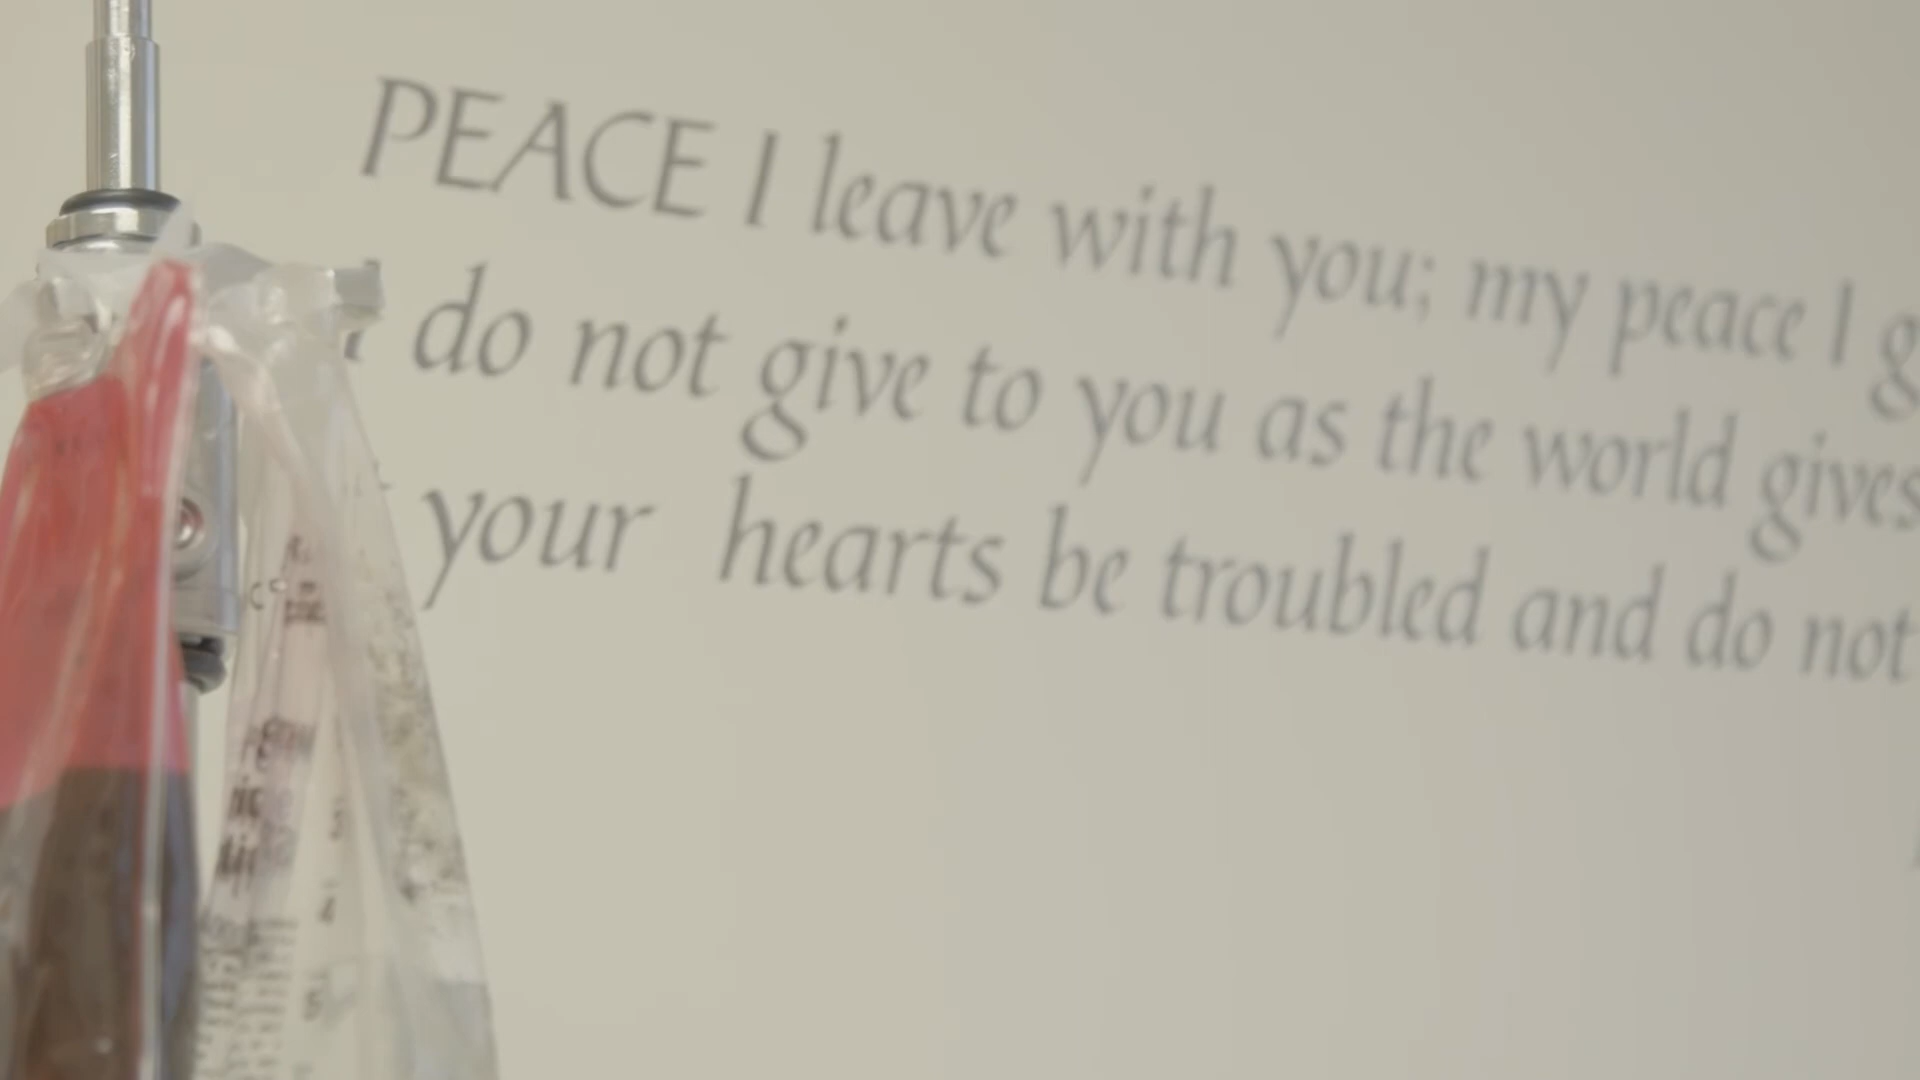 PEACE I leave with you; my peace I g
I do not give to you as the world gives
your hearts be troubled and do not